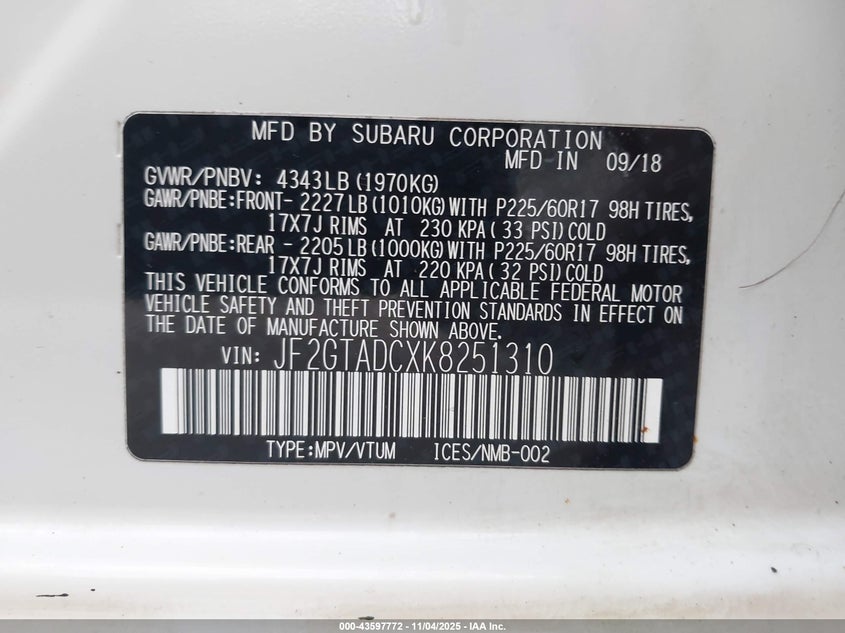 MFD BY SUBARU CORPORATION
MFD IN 09/18
GVWR/PNBV: 4343LB (1970KG)
GAWR/PNBE:FRONT- 2227LB (1010KG) WITH P225/60R17 98H TIRES,
17X7J RIMS AT 230 KPA ( 33 PSI) COLD
GAWR/PNBE:REAR - 2205LB (1000KG) WITH P225/60R17 98H TIRES,
17X7J RIMS AT 220 KPA ( 32 PSI) COLD
THIS VEHICLE CONFORMS TO ALL APPLICABLE FEDERAL MOTOR
VEHICLE SAFETY AND THEFT PREVENTION STANDARDS IN EFFECT ON
THE DATE OF MANUFACTURE SHOWN ABOVE.
VIN: JF2GTADCXK8251310
TYPE:MPV/VTUM ICES/NMB-002
000-43597772 - 11/04/2025 - IAA Inc.